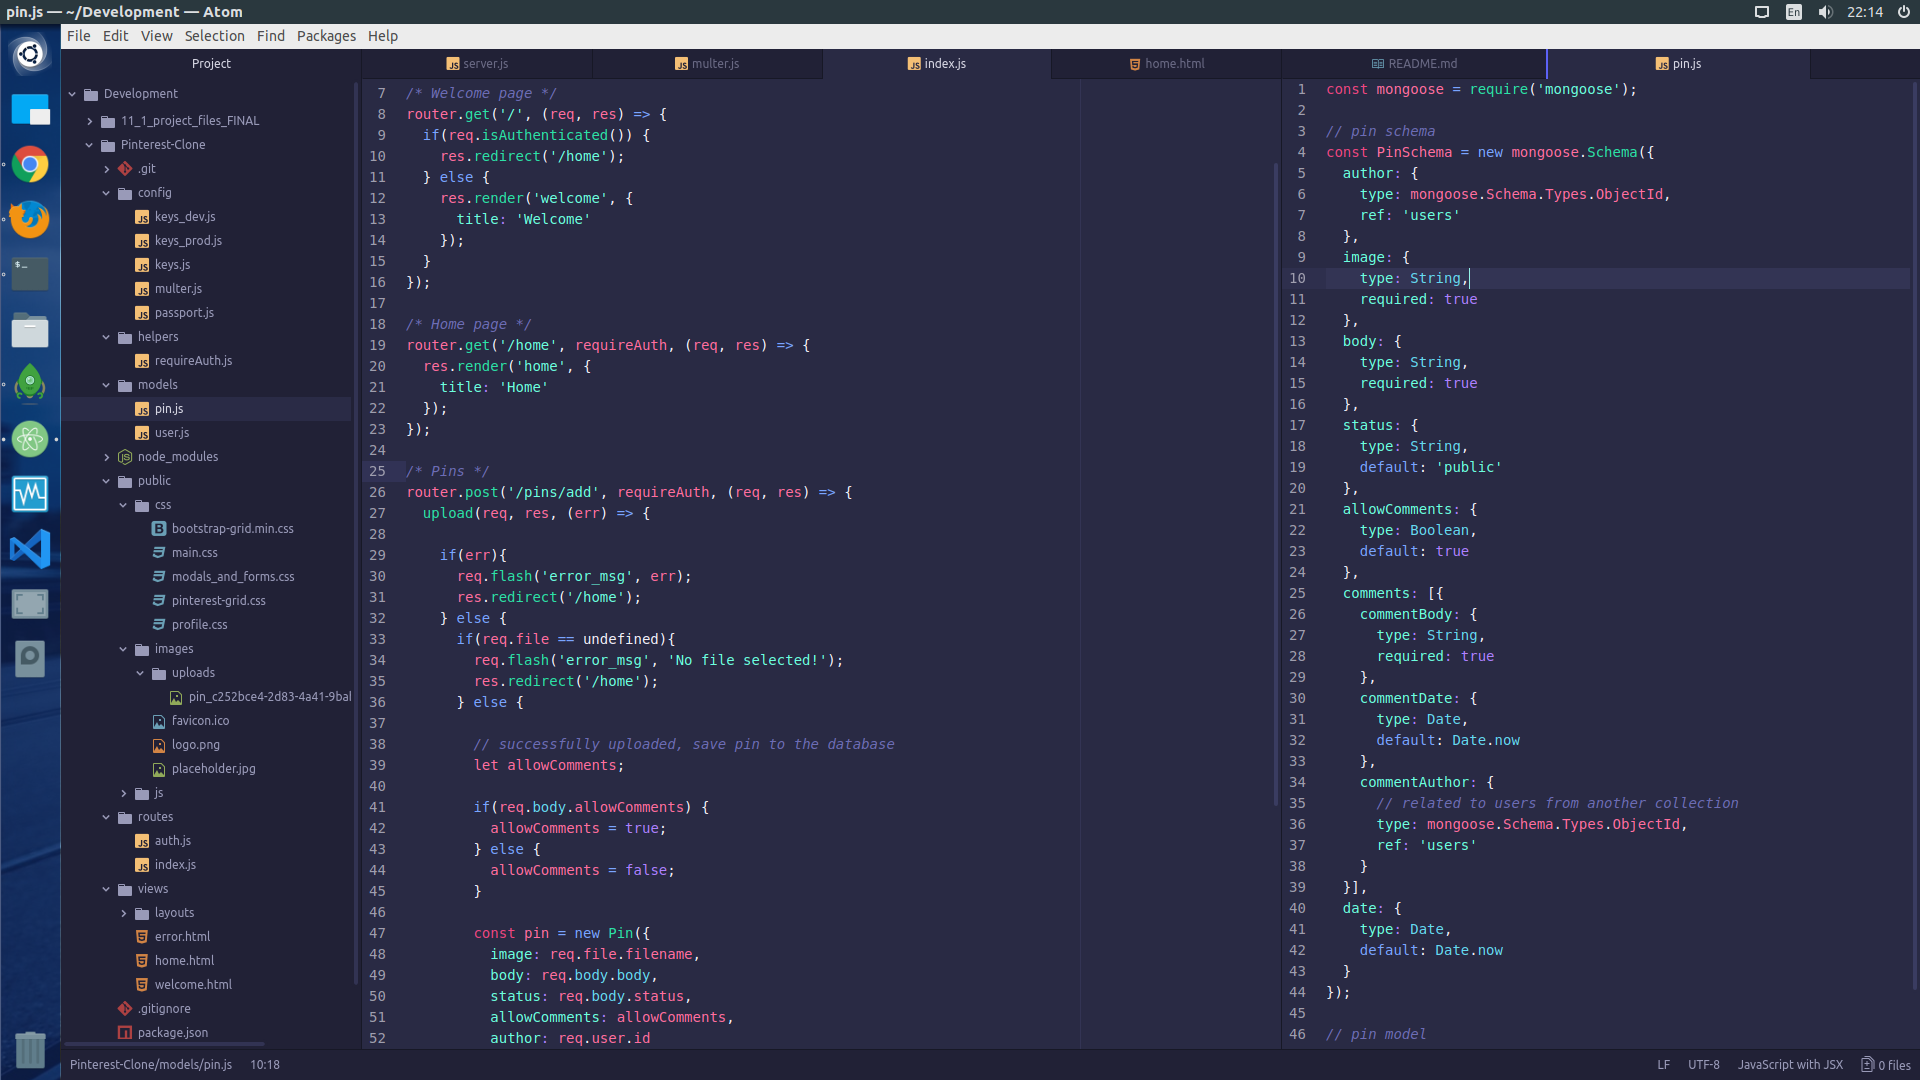 pin.js — ~/Development — Atom
En
22:14
File Edit View Selection Find Packages Help
Project
Development
11_1_project_files_FINAL
Pinterest-Clone
.git
config
keys_dev.js
keys_prod.js
keys.js
multer.js
passport.js
helpers
requireAuth.js
models
pin.js
user.js
node_modules
public
css
bootstrap-grid.min.css
main.css
modals_and_forms.css
pinterest-grid.css
profile.css
images
uploads
pin_c252bce4-2d83-4a41-9bal
favicon.ico
logo.png
placeholder.jpg
js
routes
auth.js
index.js
views
layouts
error.html
home.html
welcome.html
.gitignore
package.json
server.js
multer.js
index.js
home.html
7 /* Welcome page */
8 router.get('/', (req, res) => {
9 if(req.isAuthenticated()) {
10 res.redirect('/home');
11 } else {
12 res.render('welcome', {
13 title: 'Welcome'
14 });
15 }
16 });
17
18 /* Home page */
19 router.get('/home', requireAuth, (req, res) => {
20 res.render('home', {
21 title: 'Home'
22 });
23 });
24
25 /* Pins */
26 router.post('/pins/add', requireAuth, (req, res) => {
27 upload(req, res, (err) => {
28
29 if(err){
30 req.flash('error_msg', err);
31 res.redirect('/home');
32 } else {
33 if(req.file == undefined){
34 req.flash('error_msg', 'No file selected!');
35 res.redirect('/home');
36 } else {
37
38 // successfully uploaded, save pin to the database
39 let allowComments;
40
41 if(req.body.allowComments) {
42 allowComments = true;
43 } else {
44 allowComments = false;
45 }
46
47 const pin = new Pin({
48 image: req.file.filename,
49 body: req.body.body,
50 status: req.body.status,
51 allowComments: allowComments,
52 author: req.user.id
README.md
pin.js
1 const mongoose = require('mongoose');
2
3 // pin schema
4 const PinSchema = new mongoose.Schema({
5 author: {
6 type: mongoose.Schema.Types.ObjectId,
7 ref: 'users'
8 },
9 image: {
10 type: String,
11 required: true
12 },
13 body: {
14 type: String,
15 required: true
16 },
17 status: {
18 type: String,
19 default: 'public'
20 },
21 allowComments: {
22 type: Boolean,
23 default: true
24 },
25 comments: [{
26 commentBody: {
27 type: String,
28 required: true
29 },
30 commentDate: {
31 type: Date,
32 default: Date.now
33 },
34 commentAuthor: {
35 // related to users from another collection
36 type: mongoose.Schema.Types.ObjectId,
37 ref: 'users'
38 }
39 }],
40 date: {
41 type: Date,
42 default: Date.now
43 }
44 });
45
46 // pin model
Pinterest-Clone/models/pin.js 10:18
LF UTF-8 JavaScript with JSX 0 files